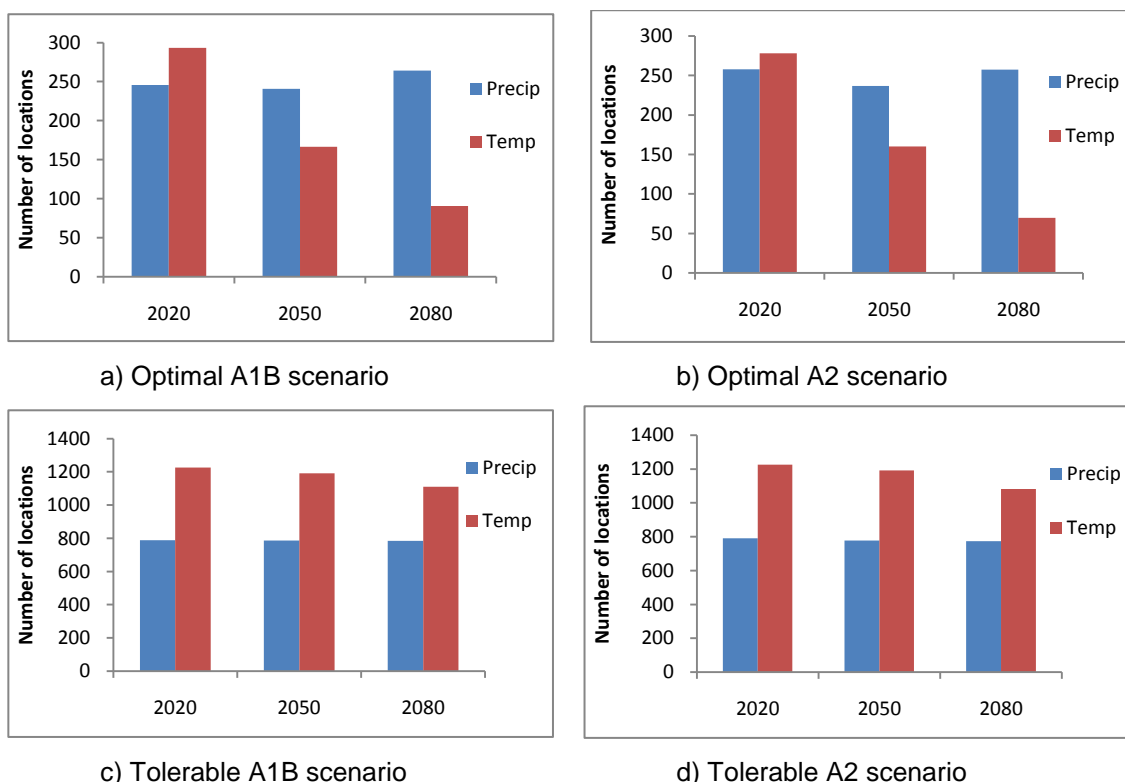 300
250
200
150
100
50
0
Number of locations
2020 2050 2080
Precip
Temp
a) Optimal A1B scenario
300
250
200
150
100
50
0
Number of locations
2020 2050 2080
Precip
Temp
b) Optimal A2 scenario
1400
1200
1000
800
600
400
200
0
Number of locations
2020 2050 2080
Precip
Temp
c) Tolerable A1B scenario
1400
1200
1000
800
600
400
200
0
Number of locations
2020 2050 2080
Precip
Temp
d) Tolerable A2 scenario